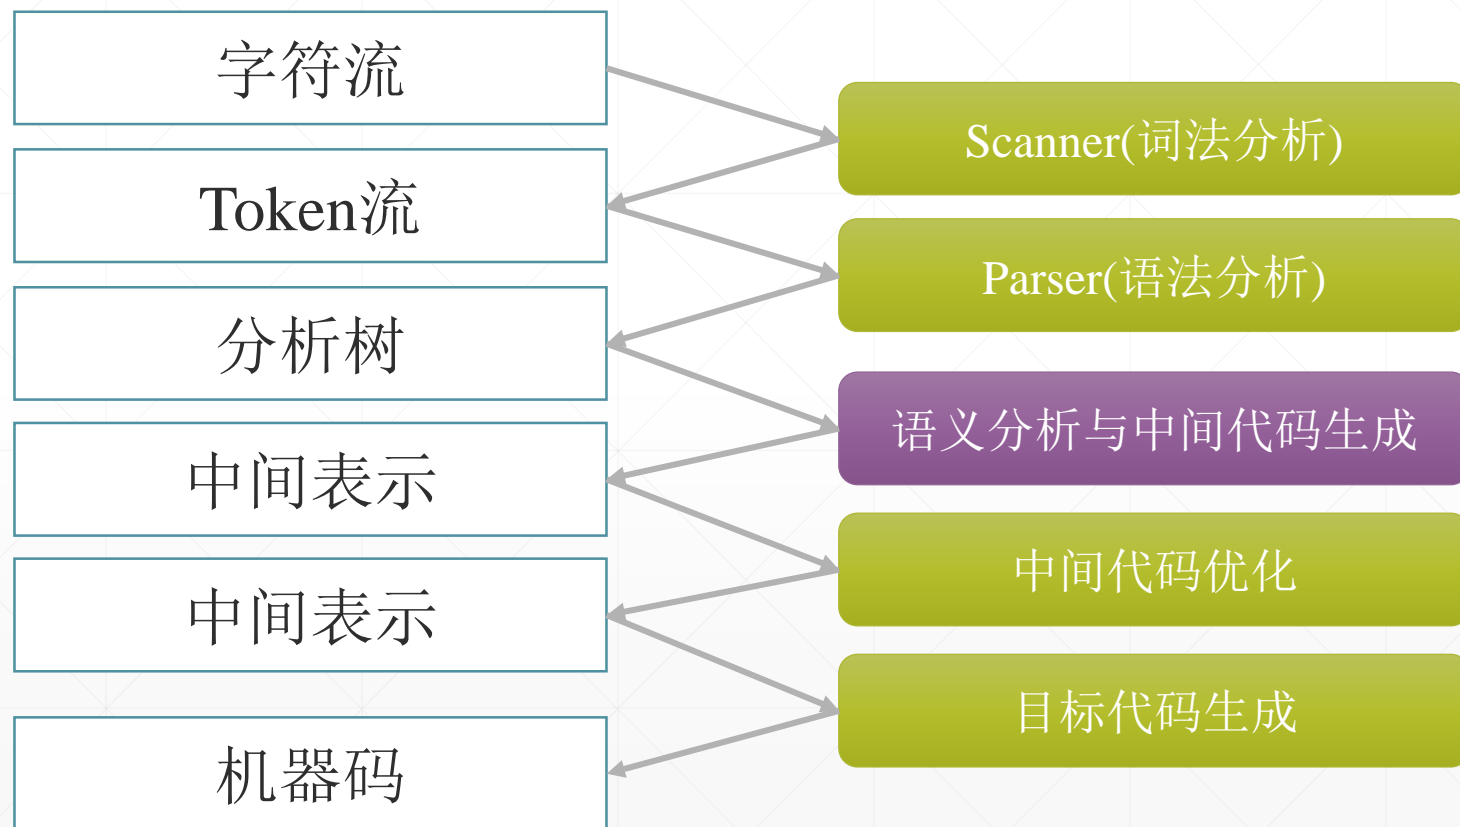 字符流
Scanner(词法分析)
Token流
Parser(语法分析)
分析树
语义分析与中间代码生成
中间表示
中间代码优化
中间表示
目标代码生成
机器码